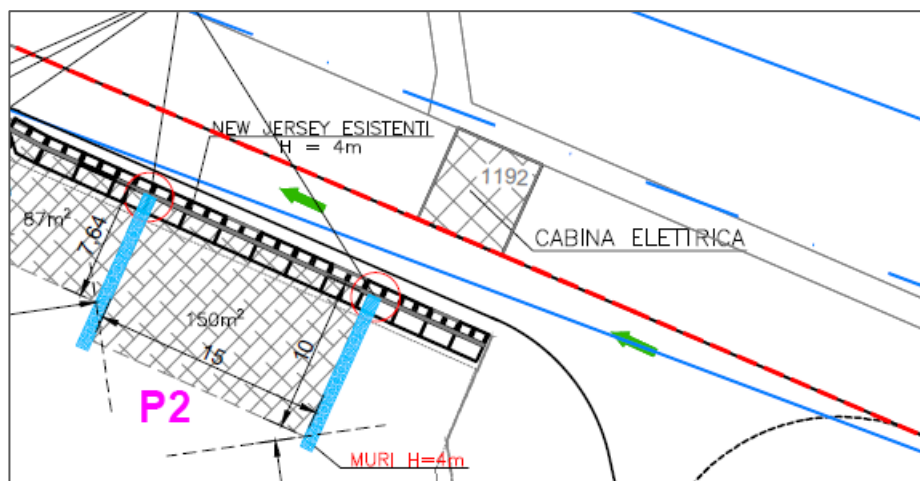 NEW JERSEY ESISTENTI
H = 4m
1192
CABINA ELETTRICA
87m²
7,64
150m²
15
10
P2
MURI H=4m